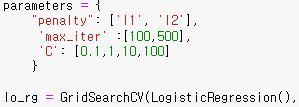 parameters = {
"penalty": ['l1', 'l2'],
'max_iter' :[100,500],
'C': [0.1,1,10,100]
}
lo_rg = GridSearchCV(LogisticRegression(),